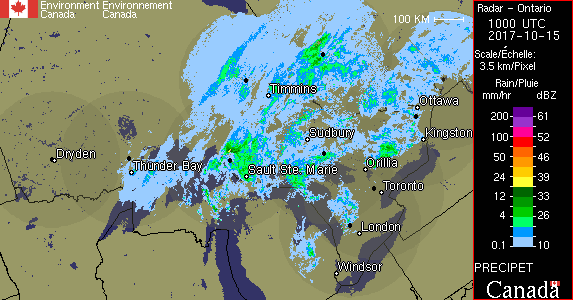 Environment Environnement
Canada Canada
100 KM
Timmins
Ottawa
Sudbury
Kingston
Dryden
Thunder Bay
Sault Ste. Marie
Orillia
Toronto
London
Windsor
Radar - Ontario
1000 UTC
2017-10-15
Scale/Échelle:
3.5 km/Pixel
Rain/Pluie
mm/hr dBZ
200 61
100 52
50 46
24 39
12 33
4 26
0.1 10
PRECIPET
Canada